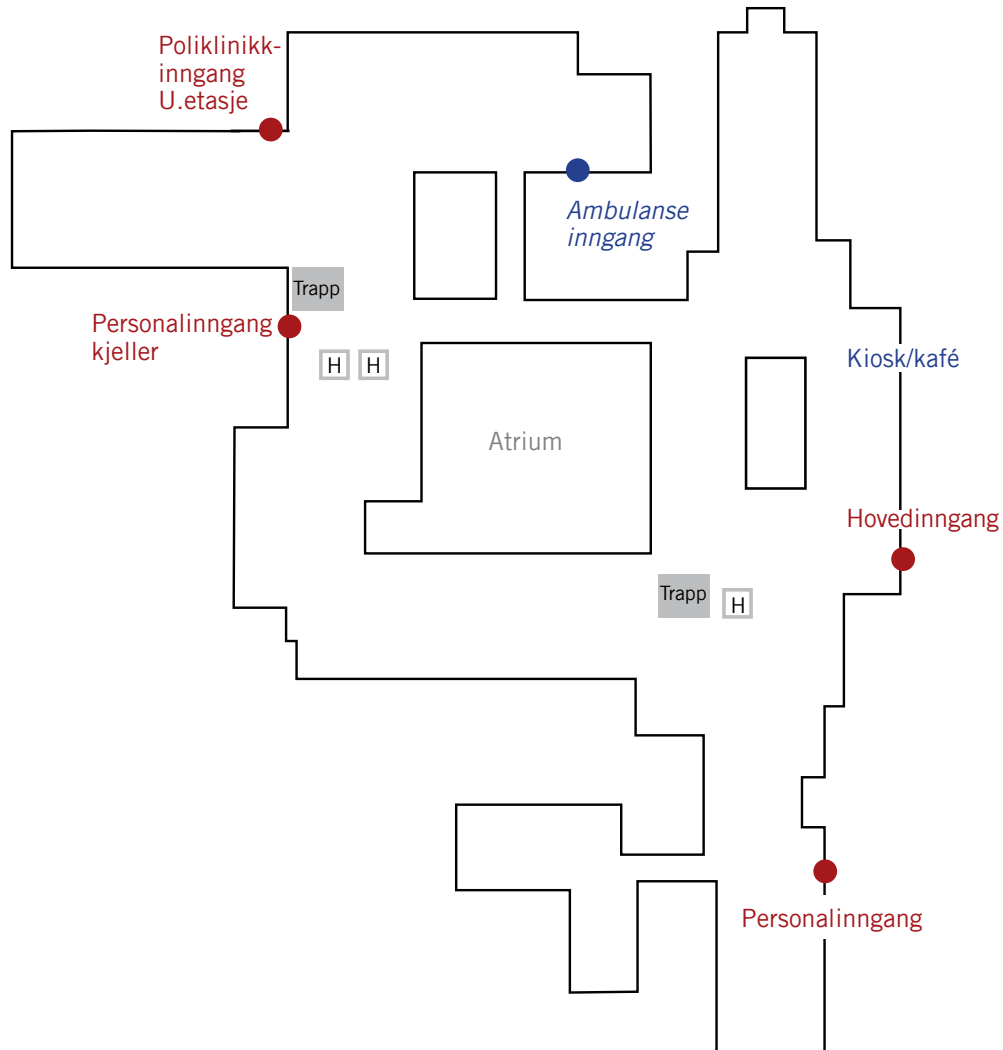 Poliklinikk-
inngang
U.etasje
Ambulanse
inngang
Trapp
Personalinngang
kjeller
H H
Kiosk/kafé
Atrium
Hovedinngang
Trapp
H
Personalinngang